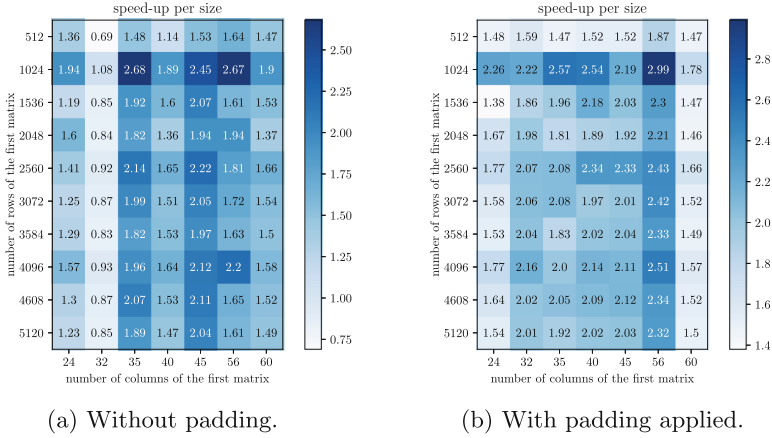 speed-up per size
number of rows of the first matrix
512 1.36 0.69 1.48 1.14 1.53 1.64 1.47
1024 1.94 1.08 2.68 1.89 2.45 2.67 1.9
1536 1.19 0.85 1.92 1.6 2.07 1.61 1.53
2048 1.6 0.84 1.82 1.36 1.94 1.94 1.37
2560 1.41 0.92 2.14 1.65 2.22 1.81 1.66
3072 1.25 0.87 1.99 1.51 2.05 1.72 1.54
3584 1.29 0.83 1.82 1.53 1.97 1.63 1.5
4096 1.57 0.93 1.96 1.64 2.12 2.2 1.58
4608 1.3 0.87 2.07 1.53 2.11 1.65 1.52
5120 1.23 0.85 1.89 1.47 2.04 1.61 1.49
24 32 35 40 45 56 60
number of columns of the first matrix
2.50
2.25
2.00
1.75
1.50
1.25
1.00
0.75
(a) Without padding.
speed-up per size
number of rows of the first matrix
512 1.48 1.59 1.47 1.52 1.52 1.87 1.47
1024 2.26 2.22 2.57 2.54 2.19 2.99 1.78
1536 1.38 1.86 1.96 2.18 2.03 2.3 1.47
2048 1.67 1.98 1.81 1.89 1.92 2.21 1.46
2560 1.77 2.07 2.08 2.34 2.33 2.43 1.66
3072 1.58 2.06 2.08 1.97 2.01 2.42 1.52
3584 1.53 2.04 1.83 2.02 2.04 2.33 1.49
4096 1.77 2.16 2.0 2.14 2.11 2.51 1.57
4608 1.64 2.02 2.05 2.09 2.12 2.34 1.52
5120 1.54 2.01 1.92 2.02 2.03 2.32 1.5
24 32 35 40 45 56 60
number of columns of the first matrix
2.8
2.6
2.4
2.2
2.0
1.8
1.6
1.4
(b) With padding applied.